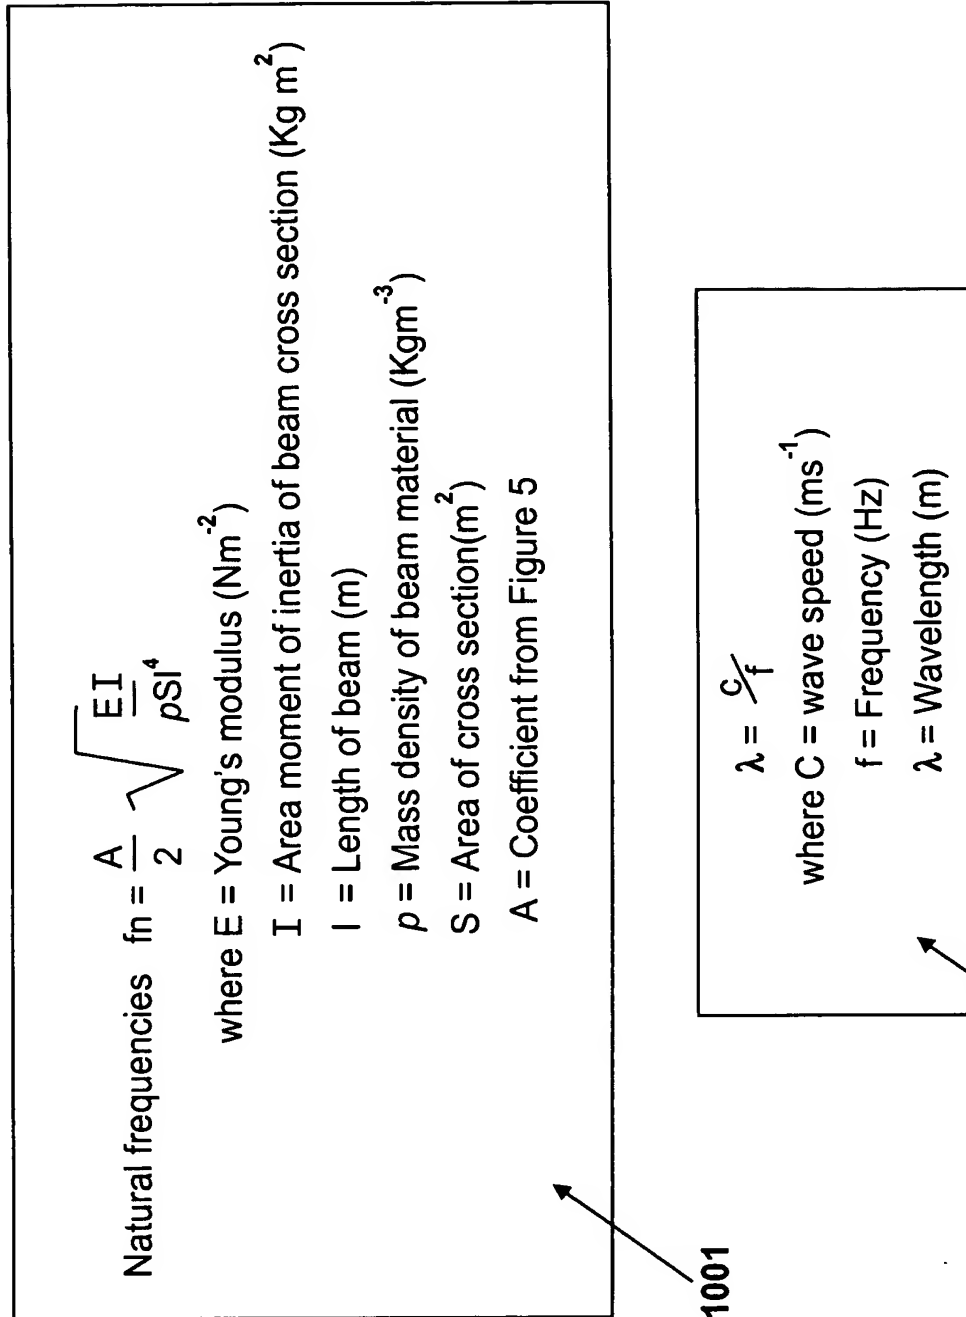 Natural frequencies fn = A/2 √ EI/ρSl⁴
where E = Young's modulus (Nm⁻²)
I = Area moment of inertia of beam cross section (Kg m²)
l = Length of beam (m)
ρ = Mass density of beam material (Kgm⁻³)
S = Area of cross section(m²)
A = Coefficient from Figure 5
1001
λ = c/f
where C = wave speed (ms⁻¹)
f = Frequency (Hz)
λ = Wavelength (m)